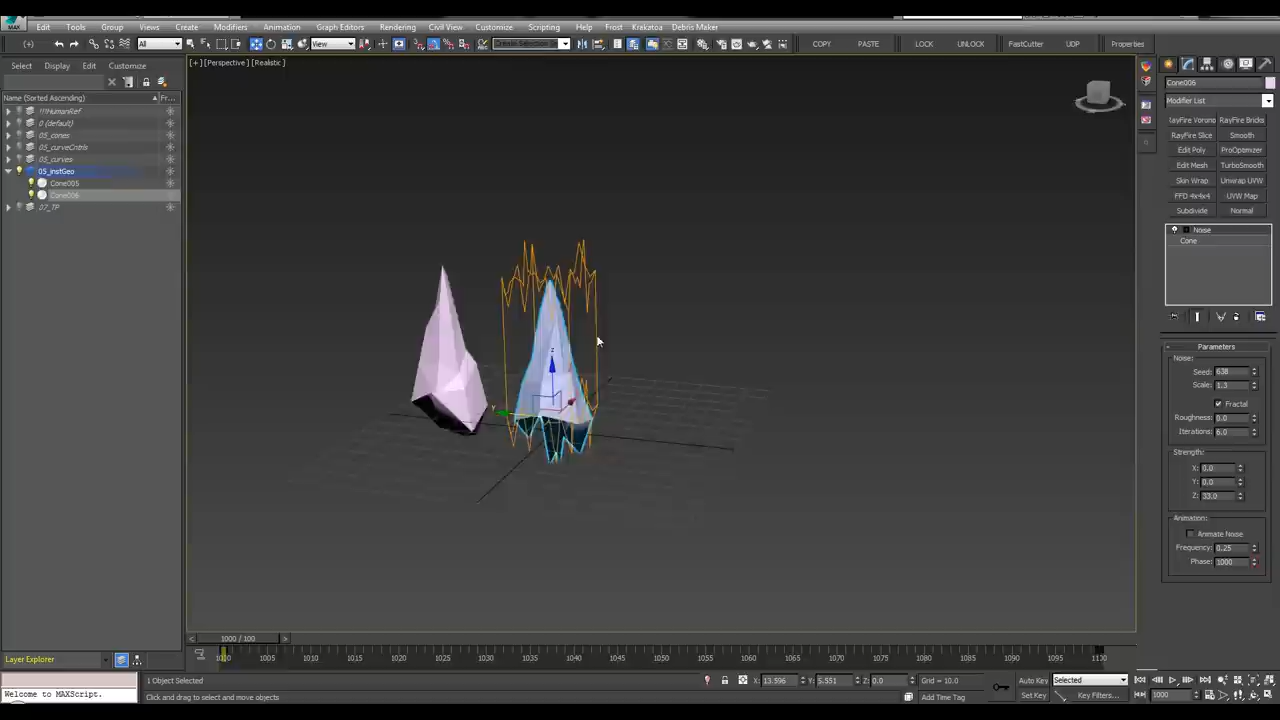 MAX
Edit Tools Group Views Create Modifiers Animation Graph Editors Rendering Civil View Customize Scripting Help Frost Krakatoa Debris Maker
All View COPY PASTE LOCK UNLOCK FastCutter UDP Properties
Select Display Edit Customize
Name (Sorted Ascending) Fr...
!!!HumanRef
0 (default)
05_cones
05_curveCntrls
05_curves
05_instGeo
Cone005
Cone006
07_TP
[+] [Perspective] [Realistic]
z
Y
Cone006
Modifier List
RayFire Brids
RayFire Slice Smooth
Edit Poly ProOptimizer
Edit Mesh TurboSmooth
Skin Wrap Unwrap UVW
FFD 4x4x4 UVW Map
Subdivide Normal
Noise
Cone
Parameters
Noise:
Seed: 638
Scale: 1.3
Fractal
Roughness: 0.0
Iterations: 6.0
Strength:
X: 0.0
Y: 0.0
Z: 33.0
Animation:
Animate Noise
Frequency: 0.25
Phase: 1000
1000 / 100
1005 1010 1015 1020 1025 1030 1035 1040 1045 1050 1055 1060 1065 1070 1075 1080 1085 1090 1095 1100
Layer Explorer
Welcome to MAXScript.
1 Object Selected
Click and drag to select and move objects
X: 13.596 Y: 5.551 Z: 0.0 Grid = 10.0
Add Time Tag
Auto Key Selected
Set Key Key Filters... 1000